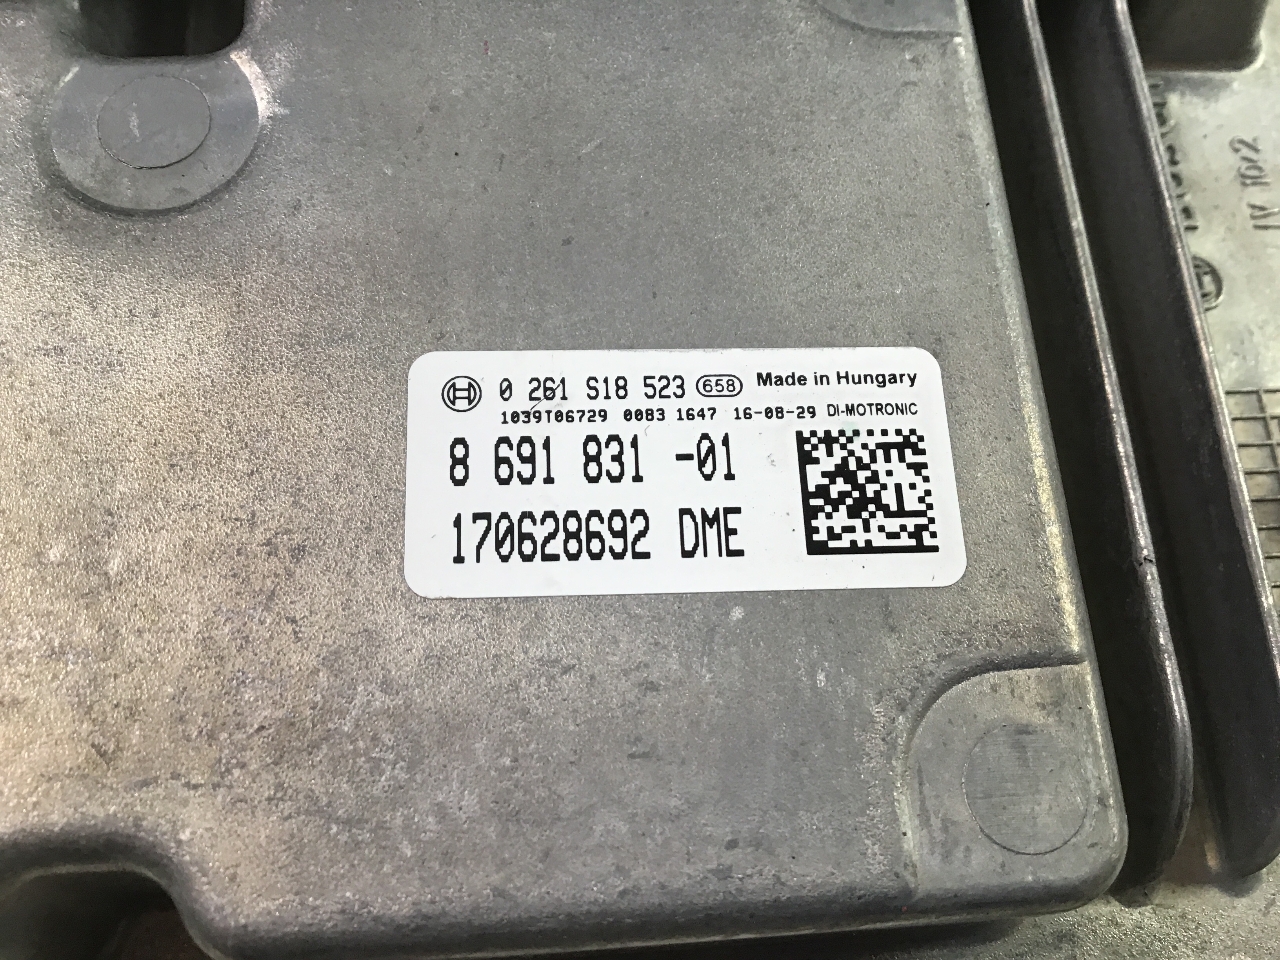 0 261 S18 523 658 Made in Hungary
1039T06729 0083 1647 16-08-29 DI-MOTRONIC
8 691 831 -01
170628692 DME